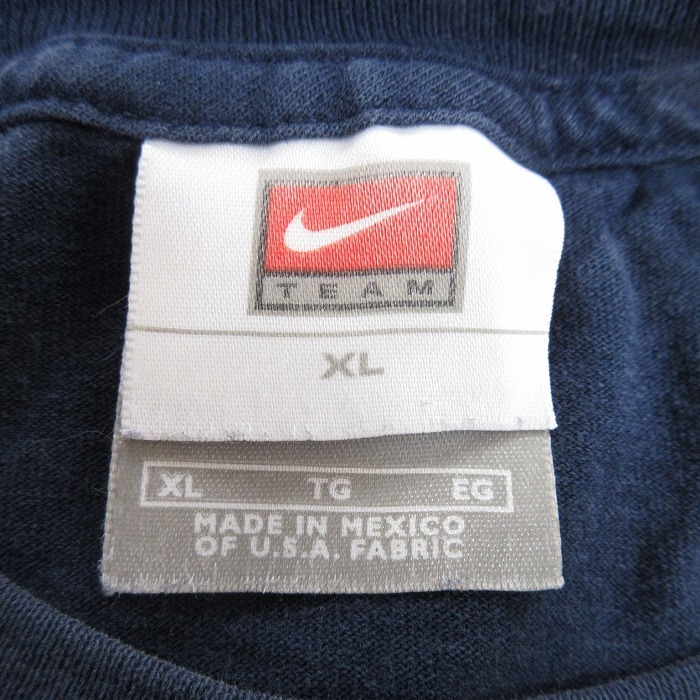 TEAM
XL
XL TG EG
MADE IN MEXICO
OF U.S.A. FABRIC